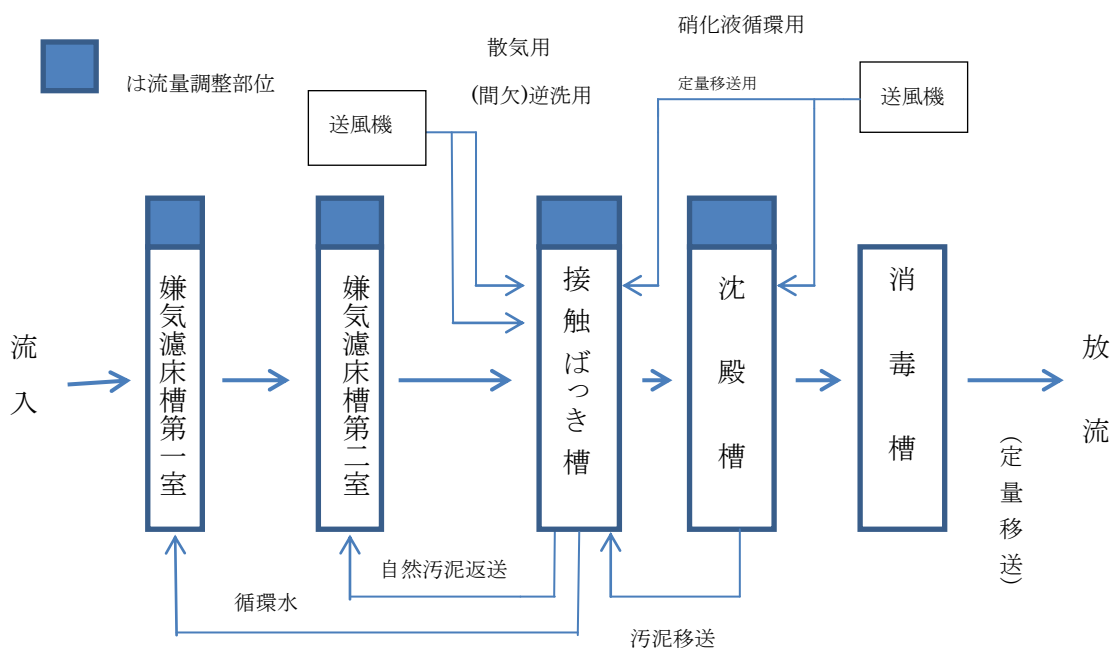 は流量調整部位
散気用
(間欠)逆洗用
硝化液循環用
定量移送用
送風機
送風機
流入
嫌気濾床槽第一室
嫌気濾床槽第二室
接触ばっき槽
沈殿槽
消毒槽
放流
(定量移送)
自然汚泥返送
循環水
汚泥移送